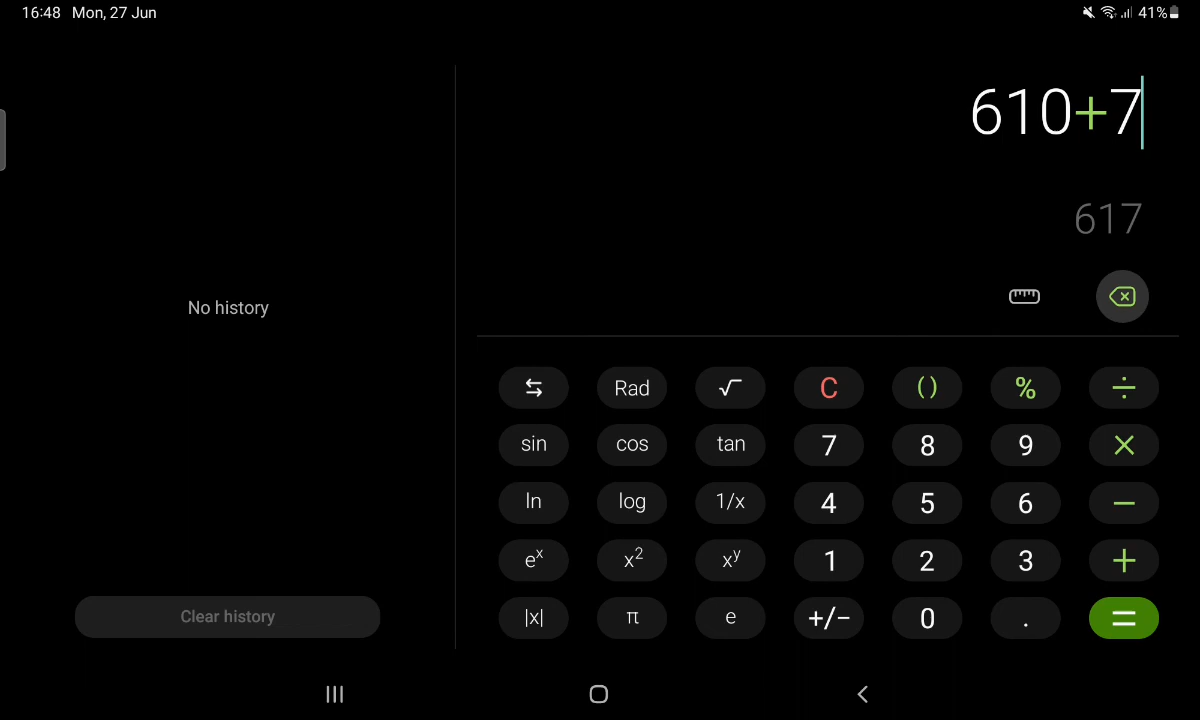 16:48 Mon, 27 Jun 41%
610+7
617
No history
Rad √ C () % ÷
sin cos tan 7 8 9 ×
ln log 1/x 4 5 6 −
eˣ x² xʸ 1 2 3 +
|x| π e +/− 0 . =
Clear history